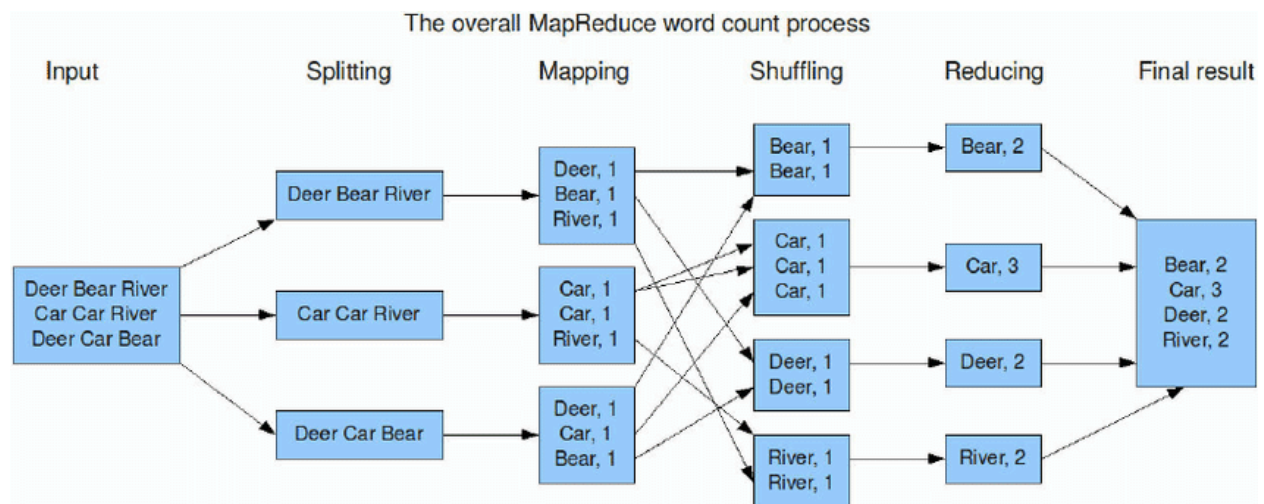 The overall MapReduce word count process
Input
Splitting
Mapping
Shuffling
Reducing
Final result
Deer Bear River
Car Car River
Deer Car Bear
Deer Bear River
Car Car River
Deer Car Bear
Deer, 1
Bear, 1
River, 1
Car, 1
Car, 1
River, 1
Deer, 1
Car, 1
Bear, 1
Bear, 1
Bear, 1
Car, 1
Car, 1
Car, 1
Deer, 1
Deer, 1
River, 1
River, 1
Bear, 2
Car, 3
Deer, 2
River, 2
Bear, 2
Car, 3
Deer, 2
River, 2